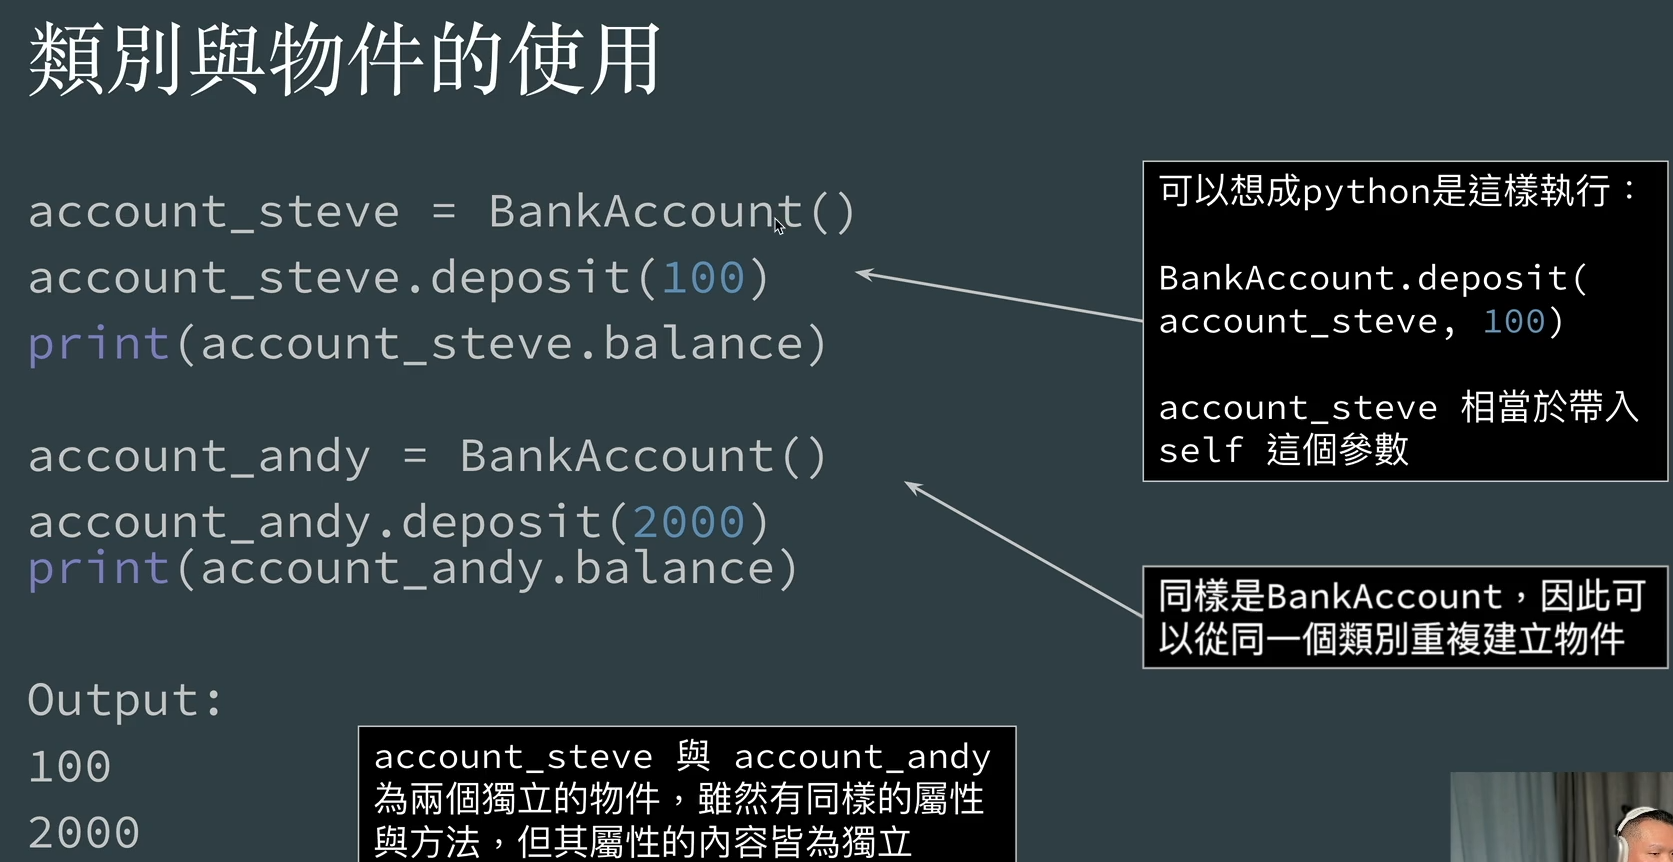 類別與物件的使用
account_steve = BankAccount()
account_steve.deposit(100)
print(account_steve.balance)
account_andy = BankAccount()
account_andy.deposit(2000)
print(account_andy.balance)
Output:
100
2000
可以想成python是這樣執行：
BankAccount.deposit(
account_steve, 100)
account_steve 相當於帶入
self 這個參數
同樣是BankAccount，因此可
以從同一個類別重複建立物件
account_steve 與 account_andy
為兩個獨立的物件，雖然有同樣的屬性
與方法，但其屬性的內容皆為獨立